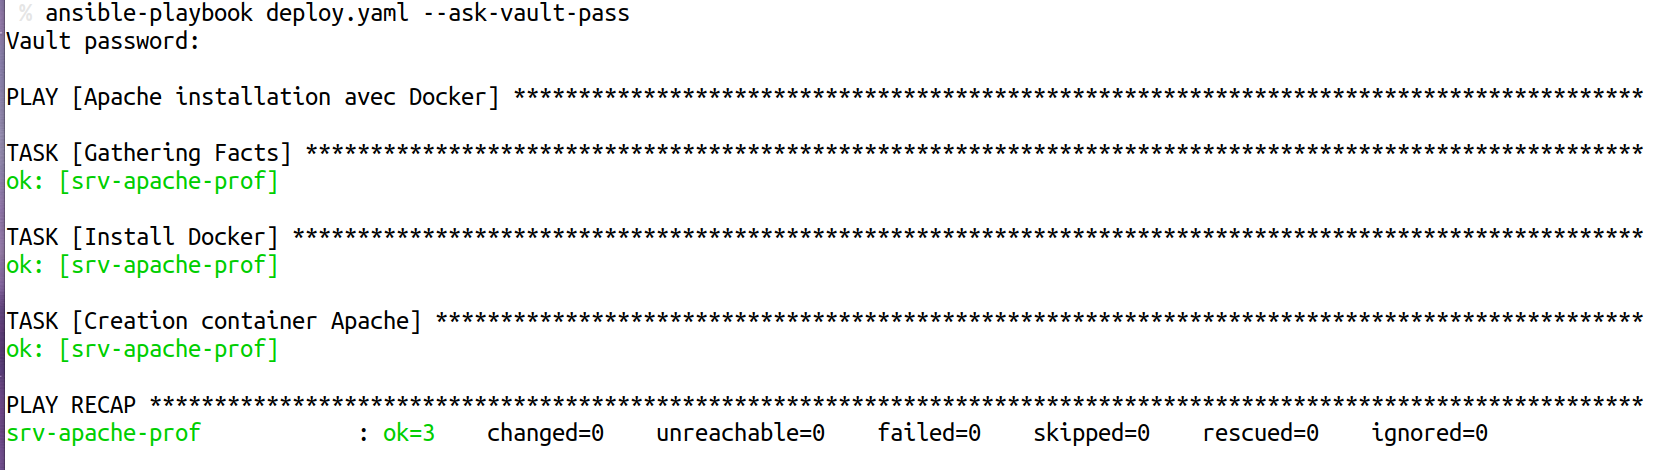 % ansible-playbook deploy.yaml --ask-vault-pass
Vault password:
PLAY [Apache installation avec Docker] ***************************************************************************************
TASK [Gathering Facts] *******************************************************************************************************
ok: [srv-apache-prof]
TASK [Install Docker] ********************************************************************************************************
ok: [srv-apache-prof]
TASK [Creation container Apache] *********************************************************************************************
ok: [srv-apache-prof]
PLAY RECAP *******************************************************************************************************************
srv-apache-prof            : ok=3    changed=0    unreachable=0    failed=0    skipped=0    rescued=0    ignored=0